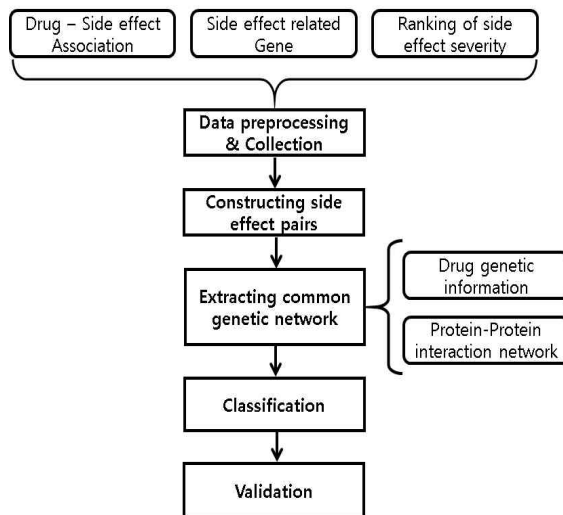 Drug – Side effect
Association
Side effect related
Gene
Ranking of side
effect severity
Data preprocessing
& Collection
Constructing side
effect pairs
Extracting common
genetic network
Drug genetic
information
Protein-Protein
interaction network
Classification
Validation